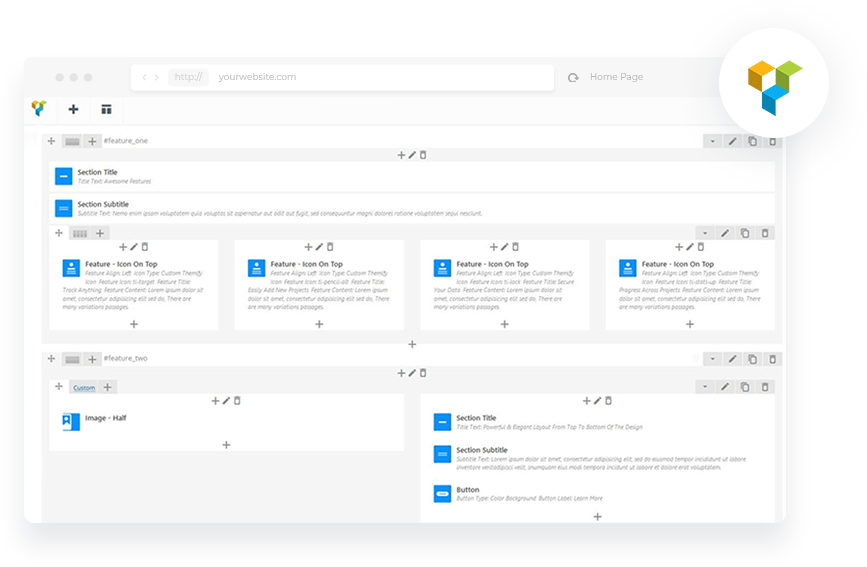 http://
yourwebsite.com
Home Page
#feature_one
Section Title
Title Text: Awesome Features
Section Subtitle
Subtitle Text: Nemo enim ipsam voluptatem quia voluptas sit aspernatur aut odit aut fugit, sed consequuntur magni dolores ratione voluptatem sequi nesciunt.
Feature - Icon On Top
Feature Align: Left Icon Type: Custom Themify
Icon Feature Icon: ti-target Feature Title:
Track Anything Feature Content: Lorem ipsum dolor sit
amet, consectetur adipisicing elit sed do, There are
many variations passages.
Feature - Icon On Top
Feature Align: Left Icon Type: Custom Themify
Icon Feature Icon: ti-pencil-alt Feature Title:
Easily Add New Projects Feature Content: Lorem ipsum
dolor sit amet, consectetur adipisicing elit sed do, There
are many variations passages.
Feature - Icon On Top
Feature Align: Left Icon Type: Custom Themify
Icon Feature Icon: ti-lock Feature Title: Secure
Your Data Feature Content: Lorem ipsum dolor sit
amet, consectetur adipisicing elit sed do, There are
many variations passages.
Feature - Icon On Top
Feature Align: Left Icon Type: Custom Themify
Icon Feature Icon: ti-stats-up Feature Title:
Progress Across Projects Feature Content: Lorem ipsum
dolor sit amet, consectetur adipisicing elit sed do, There
are many variations passages.
#feature_two
Custom
Image - Half
Section Title
Title Text: Powerful & Elegant Layout From Top To Bottom Of The Design
Section Subtitle
Subtitle Text: Lorem ipsum dolor sit amet, consectetur adipisicing elit, sed do eiusmod tempor incididunt ut labore
inventore veritadipisci velit, snumquam eius modi tempora incidunt ut labore et dolore erat voluptatem.
Button
Button Type: Color Background Button Label: Learn More